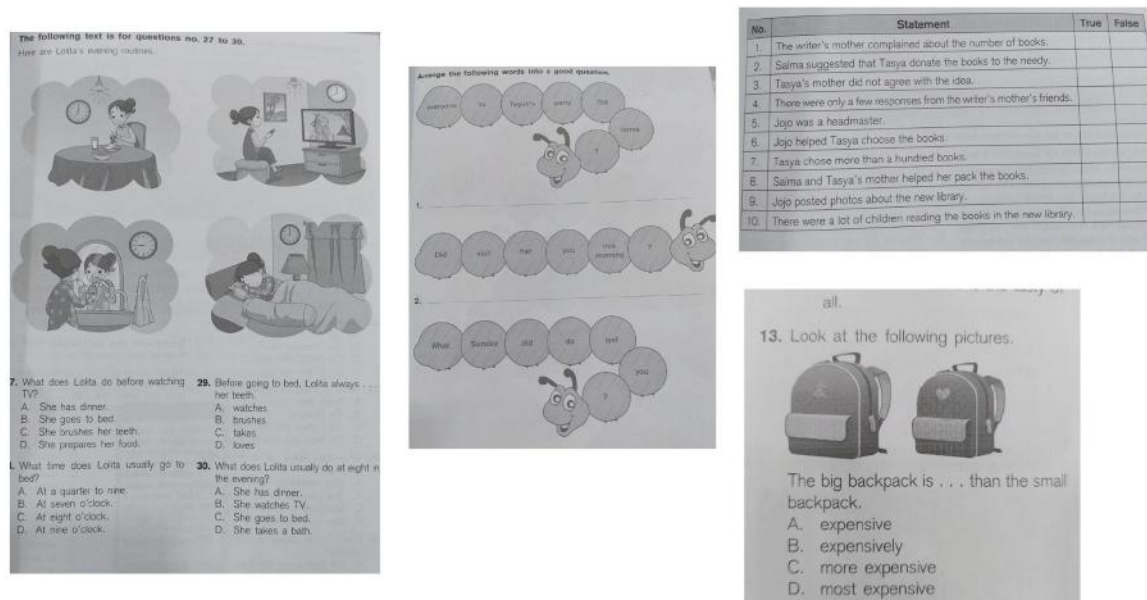 The following text is for questions no. 27 to 30.
Here are Lolita's evening routines.
7. What does Lolita do before watching
TV?
A. She has dinner.
B. She goes to bed.
C. She brushes her teeth.
D. She prepares her food.
What time does Lolita usually go to
bed?
A. At a quarter to nine.
B. At seven o'clock.
C. At eight o'clock.
D. At nine o'clock.
29. Before going to bed, Lolita always . . .
her teeth.
A. watches
B. brushes
C. takes
D. loves
30. What does Lolita usually do at eight in
the evening?
A. She has dinner.
B. She watches TV.
C. She goes to bed.
D. She takes a bath.
Arrange the following words into a good question.
everyone to Teguh's party Did
come
?
1.
Did visit her you this
morning ?
2.
What Sunday did do last
you
?
No. Statement True False
1. The writer's mother complained about the number of books.
2. Salma suggested that Tasya donate the books to the needy.
3. Tasya's mother did not agree with the idea.
4. There were only a few responses from the writer's mother's friends.
5. Jojo was a headmaster.
6. Jojo helped Tasya choose the books.
7. Tasya chose more than a hundred books.
8. Salma and Tasya's mother helped her pack the books.
9. Jojo posted photos about the new library.
10. There were a lot of children reading the books in the new library.
all.
13. Look at the following pictures.
The big backpack is . . . than the small
backpack.
A. expensive
B. expensively
C. more expensive
D. most expensive